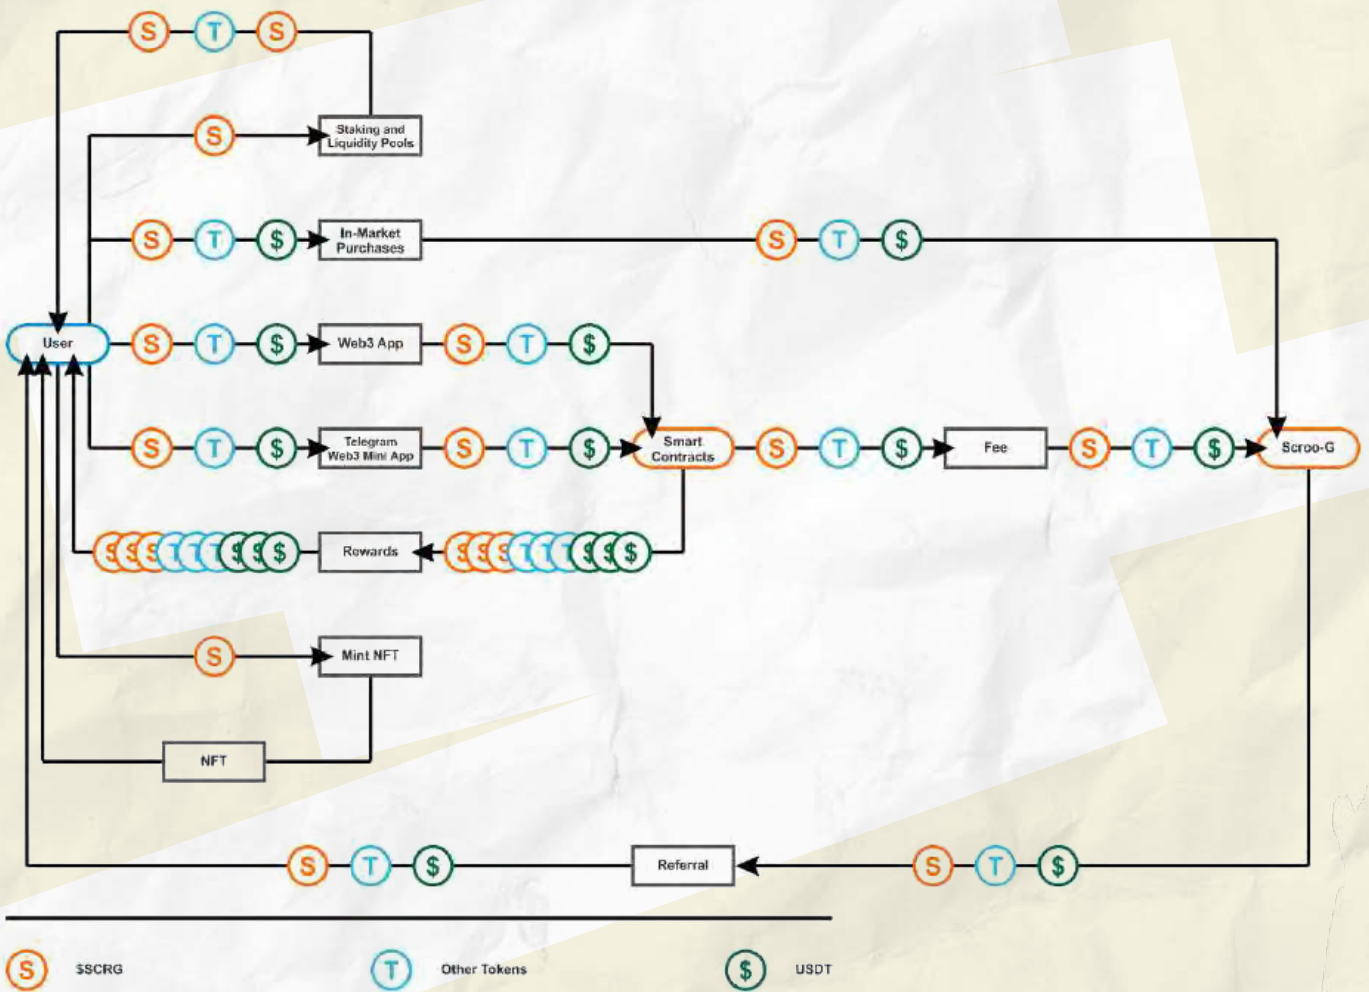 S T S
S
Staking and
Liquidity Pools
S T $
In-Market
Purchases
S T $
User
S T $
Web3 App
S T $
S T $
Telegram
Web3 Mini App
S T $
Smart
Contracts
S T $
Fee
S T $
Scroo-G
S S S T T T $ $ $
Rewards
S S S T T T $ $ $
S
Mint NFT
NFT
S T $
Referral
S T $
S $SCRG
T Other Tokens
$ USDT